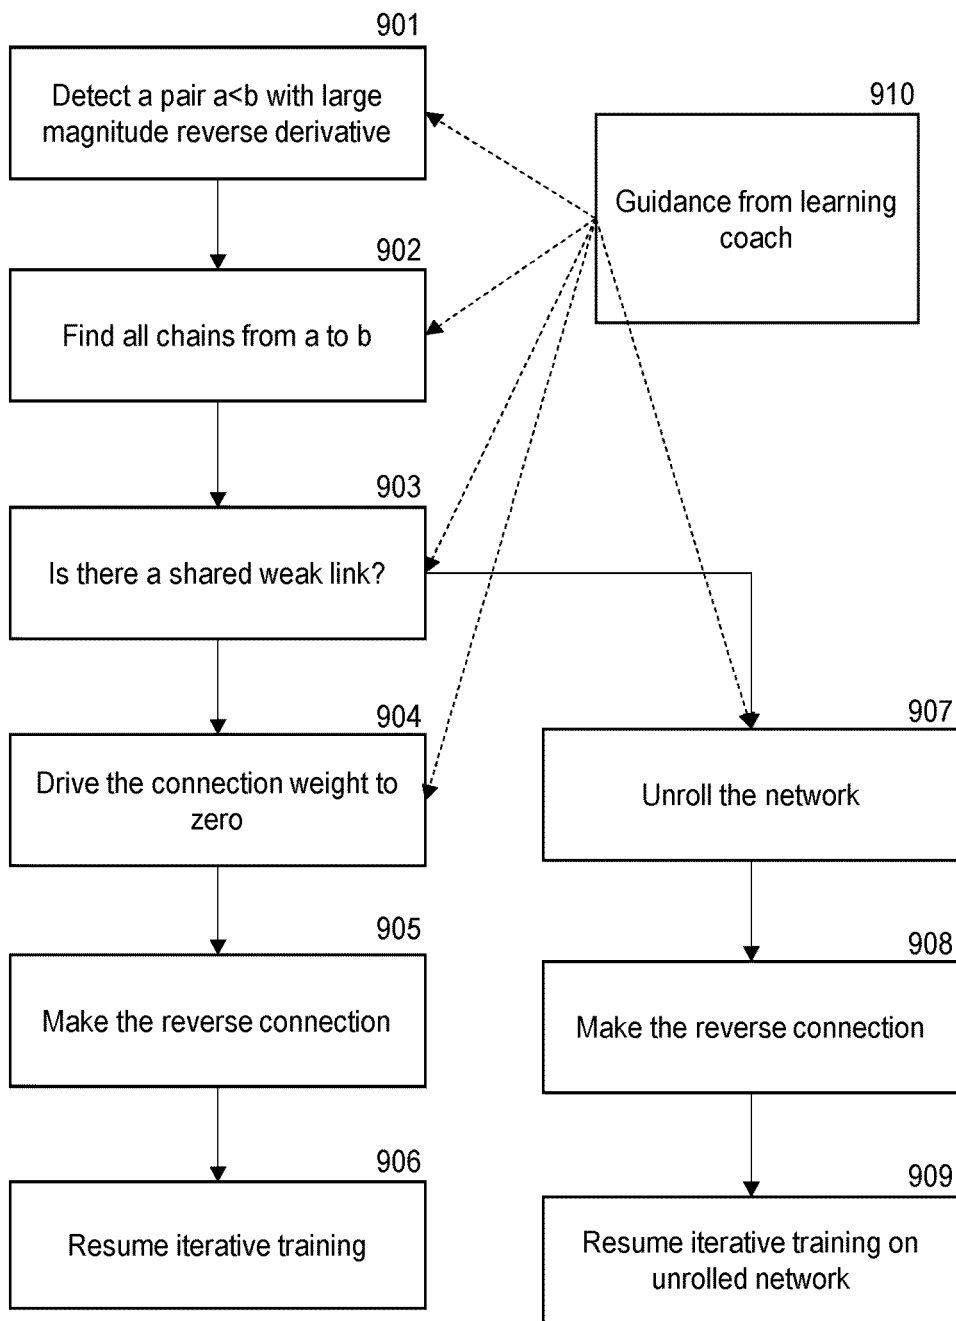 901
Detect a pair a<b with large
magnitude reverse derivative
910
Guidance from learning
coach
902
Find all chains from a to b
903
Is there a shared weak link?
904
Drive the connection weight to
zero
907
Unroll the network
905
Make the reverse connection
908
Make the reverse connection
906
Resume iterative training
909
Resume iterative training on
unrolled network